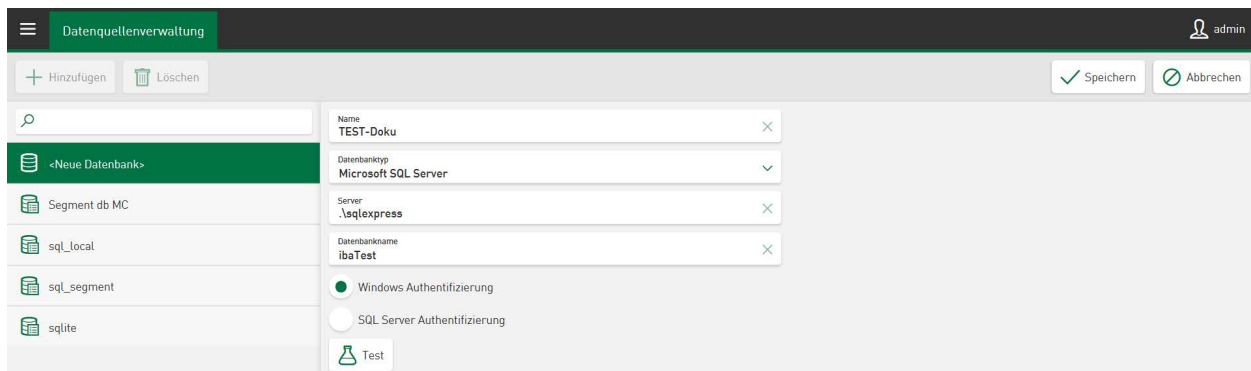 Datenquellenverwaltung
admin
Hinzufügen
Löschen
Speichern
Abbrechen
<Neue Datenbank>
Segment db MC
sql_local
sql_segment
sqlite
Name
TEST-Doku
Datenbanktyp
Microsoft SQL Server
Server
.\sqlexpress
Datenbankname
ibaTest
Windows Authentifizierung
SQL Server Authentifizierung
Test